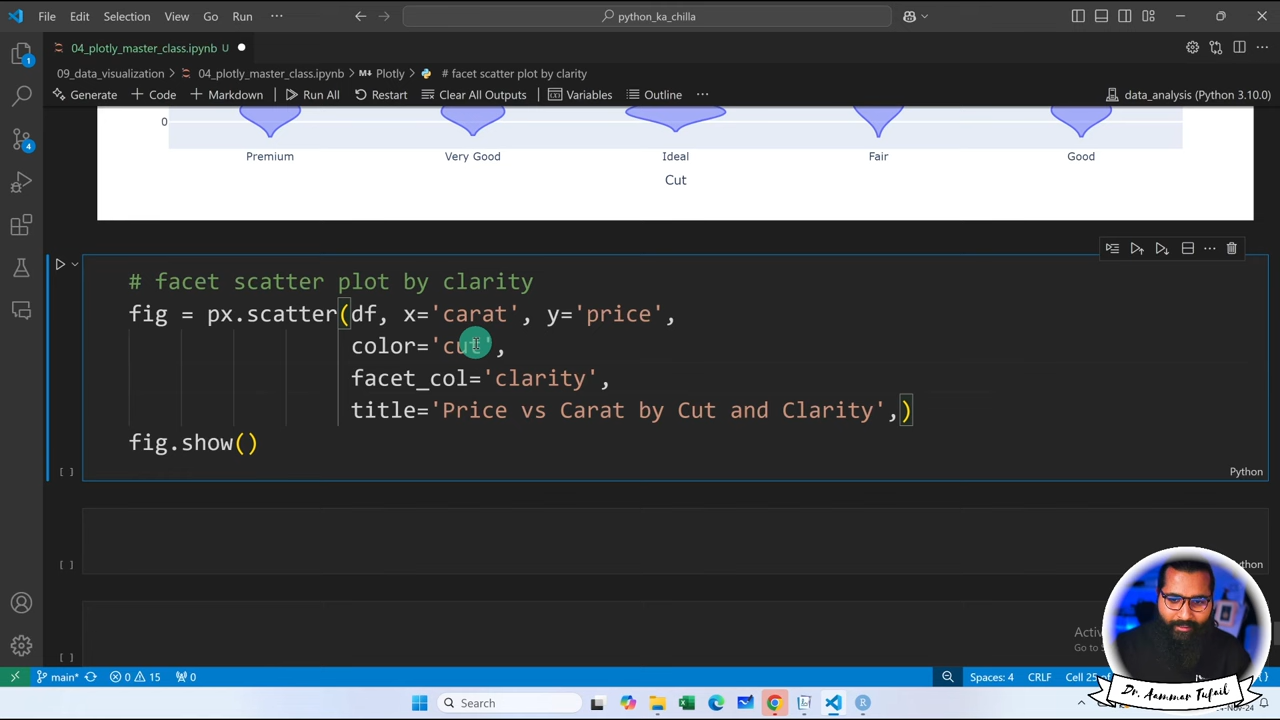 File Edit Selection View Go Run ··· python_ka_chilla
04_plotly_master_class.ipynb U
09_data_visualization > 04_plotly_master_class.ipynb > M↓ Plotly > # facet scatter plot by clarity
Generate + Code + Markdown Run All Restart Clear All Outputs Variables Outline ··· data_analysis (Python 3.10.0)
0
Premium Very Good Ideal Fair Good
Cut
# facet scatter plot by clarity
fig = px.scatter(df, x='carat', y='price',
color='cut',
facet_col='clarity',
title='Price vs Carat by Cut and Clarity',)
fig.show()
[ ] Python
[ ]
[ ]
1
4
main* 0 15 0 Spaces: 4 CRLF
Search
Dr. Aammar Tufail